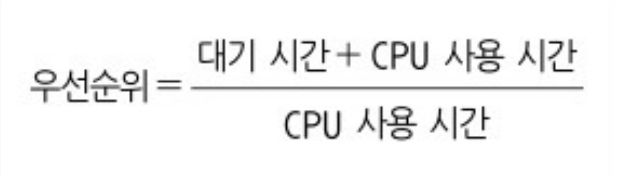 우선순위 = 대기 시간 + CPU 사용 시간
CPU 사용 시간